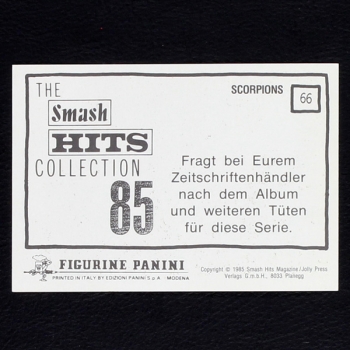 THE
Smash
HITS
COLLECTION
85
SCORPIONS
66
Fragt bei Eurem
Zeitschriftenhändler
nach dem Album
und weiteren Tüten
für diese Serie.
FIGURINE PANINI
PRINTED IN ITALY BY EDIZIONI PANINI S.p.A. - MODENA
Copyright © 1985 Smash Hits Magazine/Jolly Press
Verlags G.m.b.H., 8033 Planegg